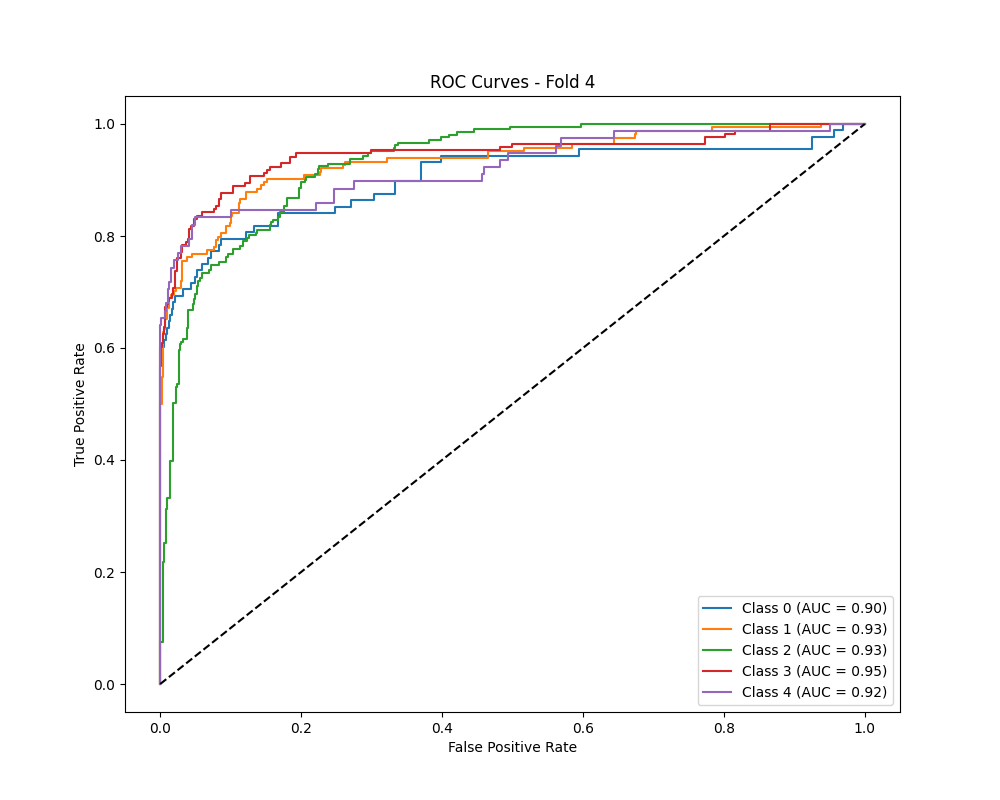 ROC Curves - Fold 4
True Positive Rate
1.0
0.8
0.6
0.4
0.2
0.0
Class 0 (AUC = 0.90)
Class 1 (AUC = 0.93)
Class 2 (AUC = 0.93)
Class 3 (AUC = 0.95)
Class 4 (AUC = 0.92)
0.0 0.2 0.4 0.6 0.8 1.0
False Positive Rate